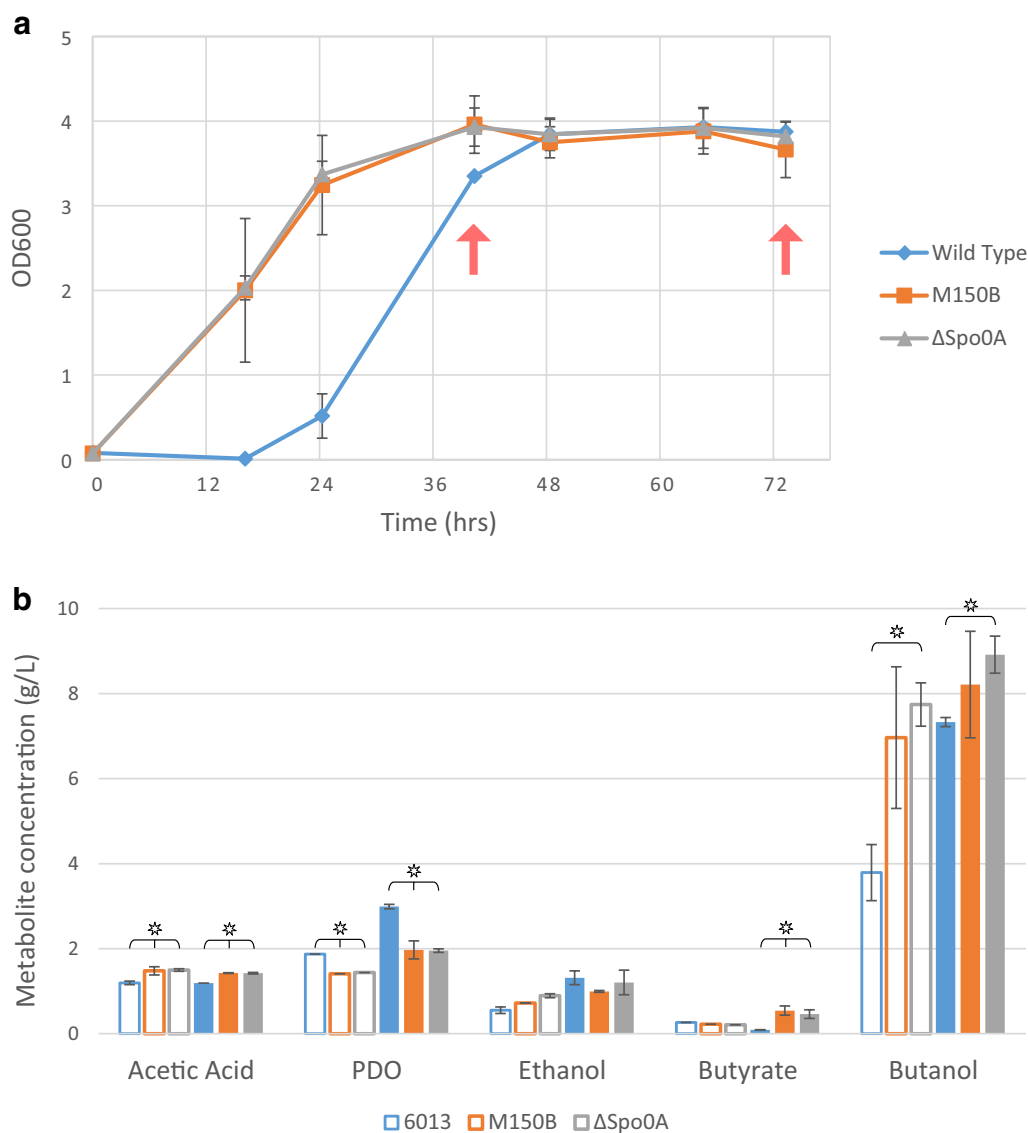 a
5
4
3
2
1
0
OD600
0 12 24 36 48 60 72
Time (hrs)
Wild Type
M150B
ΔSpo0A
b
10
8
6
4
2
0
Metabolite concentration (g/L)
Acetic Acid PDO Ethanol Butyrate Butanol
6013 M150B ΔSpo0A